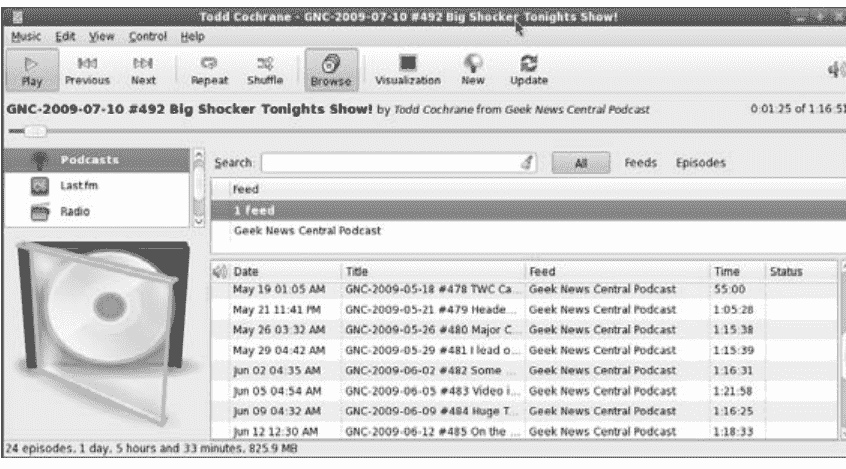 Todd Cochrane - GNC-2009-07-10 #492 Big Shocker Tonights Show!
Music Edit View Control Help
Play Previous Next Repeat Shuffle Browse Visualization New Update
GNC-2009-07-10 #492 Big Shocker Tonights Show! by Todd Cochrane from Geek News Central Podcast 0:01:25 of 1:16:51
Podcasts
Last.fm
Radio
Search: All Feeds Episodes
Feed
1 feed
Geek News Central Podcast
Date Title Feed Time Status
May 19 01:05 AM GNC-2009-05-18 #478 TWC Ca... Geek News Central Podcast 55:00
May 21 11:41 PM GNC-2009-05-21 #479 Heade... Geek News Central Podcast 1:05:28
May 26 03:32 AM GNC-2009-05-26 #480 Major C... Geek News Central Podcast 1:15:38
May 29 04:42 AM GNC-2009-05-29 #481 I lead o... Geek News Central Podcast 1:15:39
Jun 02 04:35 AM GNC-2009-06-02 #482 Some ... Geek News Central Podcast 1:16:31
Jun 05 04:54 AM GNC-2009-06-05 #483 Video i... Geek News Central Podcast 1:21:58
Jun 09 04:32 AM GNC-2009-06-09 #484 Huge T... Geek News Central Podcast 1:16:25
Jun 12 12:30 AM GNC-2009-06-12 #485 On the ... Geek News Central Podcast 1:18:33
24 episodes, 1 day, 5 hours and 33 minutes, 825.9 MB